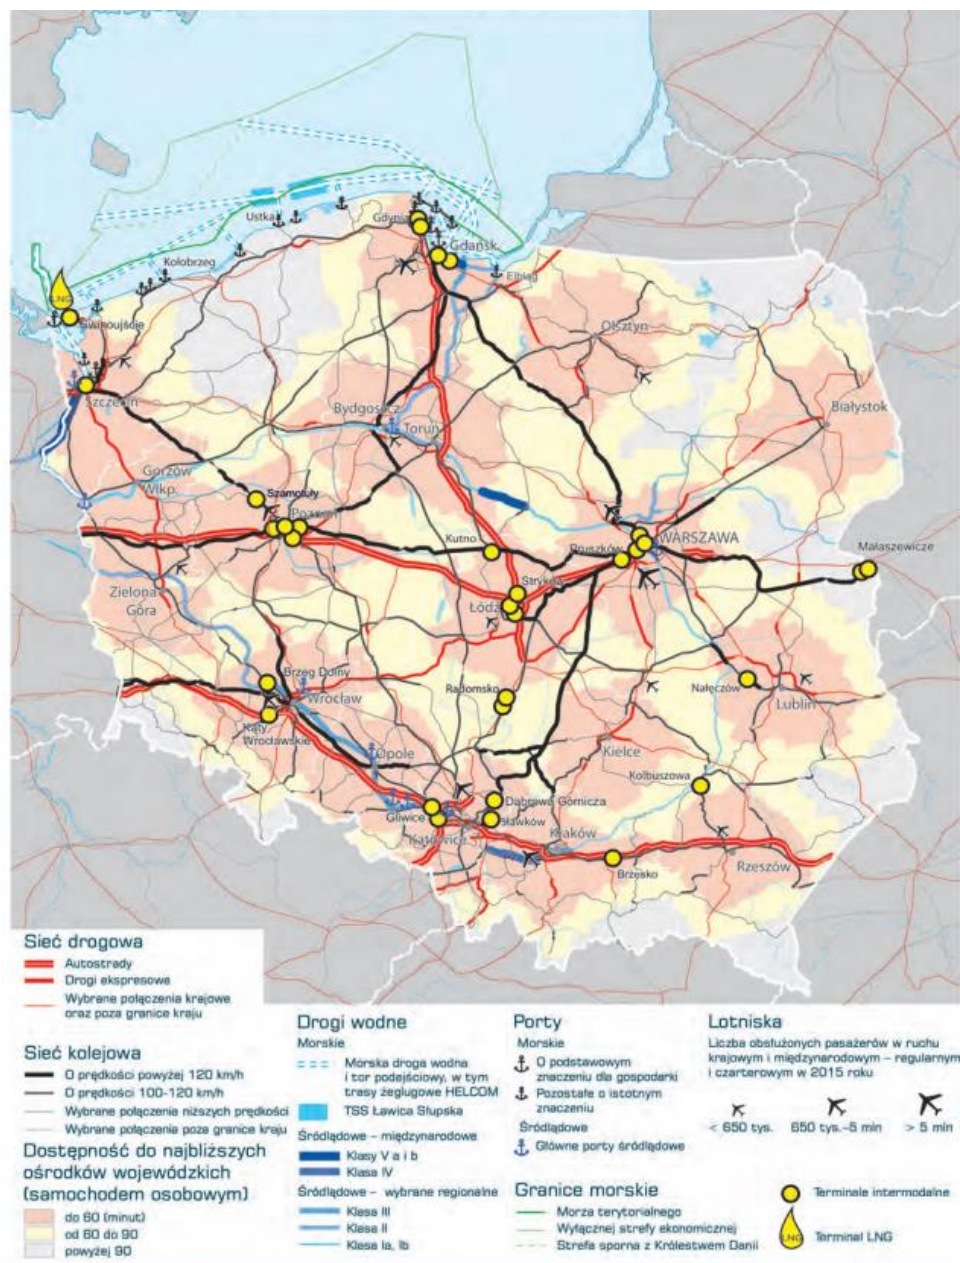 Ustka
Gdynia
Gdańsk
Kołobrzeg
Elbląg
LNG
Świnoujście
Olsztyn
Szczecin
Bydgoszcz
Toruń
Białystok
Gorzów
Wlkp.
Szamotuły
Poznań
Kutno
Pruszków
WARSZAWA
Małaszewicze
Stryków
Zielona
Góra
Łódź
Brzeg Dolny
Radomsko
Nałęczów
Wrocław
Lublin
Kąty
Wrocławskie
Opole
Kielce
Kolbuszowa
Dąbrowa Górnicza
Gliwice
Sławków
Katowice
Kraków
Brzesko
Rzeszów
Sieć drogowa
Autostrady
Drogi ekspresowe
Wybrane połączenia krajowe
oraz poza granice kraju
Sieć kolejowa
O prędkości powyżej 120 km/h
O prędkości 100-120 km/h
Wybrane połączenia niższych prędkości
Wybrane połączenia poza granice kraju
Dostępność do najbliższych
ośrodków wojewódzkich
(samochodem osobowym)
do 60 (minut)
od 60 do 90
powyżej 90
Drogi wodne
Morskie
Morska droga wodna
i tor podejściowy, w tym
trasy żeglugowe HELCOM
TSS Ławica Słupska
Śródlądowe – międzynarodowe
Klasy V a i b
Klasa IV
Śródlądowe – wybrane regionalne
Klasa III
Klasa II
Klasa Ia, Ib
Porty
Morskie
O podstawowym
znaczeniu dla gospodarki
Pozostałe o istotnym
znaczeniu
Śródlądowe
Główne porty śródlądowe
Granice morskie
Morza terytorialnego
Wyłącznej strefy ekonomicznej
Strefa sporna z Królestwem Danii
Lotniska
Liczba obsłużonych pasażerów w ruchu
krajowym i międzynarodowym – regularnym
i czarterowym w 2015 roku
< 650 tys. 650 tys.-5 mln > 5 mln
Terminale intermodalne
LNG
Terminal LNG